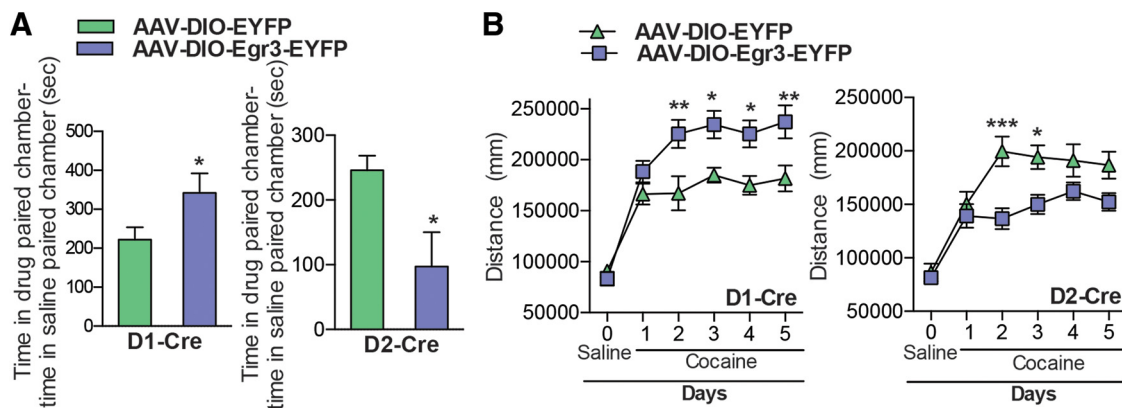 A
AAV-DIO-EYFP
AAV-DIO-Egr3-EYFP
Time in drug paired chamber-
time in saline paired chamber (sec)
500
400
300
200
100
0
*
D1-Cre
Time in drug paired chamber-
time in saline paired chamber (sec)
300
200
100
0
*
D2-Cre
B
AAV-DIO-EYFP
AAV-DIO-Egr3-EYFP
Distance (mm)
250000
200000
150000
100000
50000
** * * **
D1-Cre
0 1 2 3 4 5
Saline Cocaine
Days
Distance (mm)
250000
200000
150000
100000
50000
*** *
D2-Cre
0 1 2 3 4 5
Saline Cocaine
Days